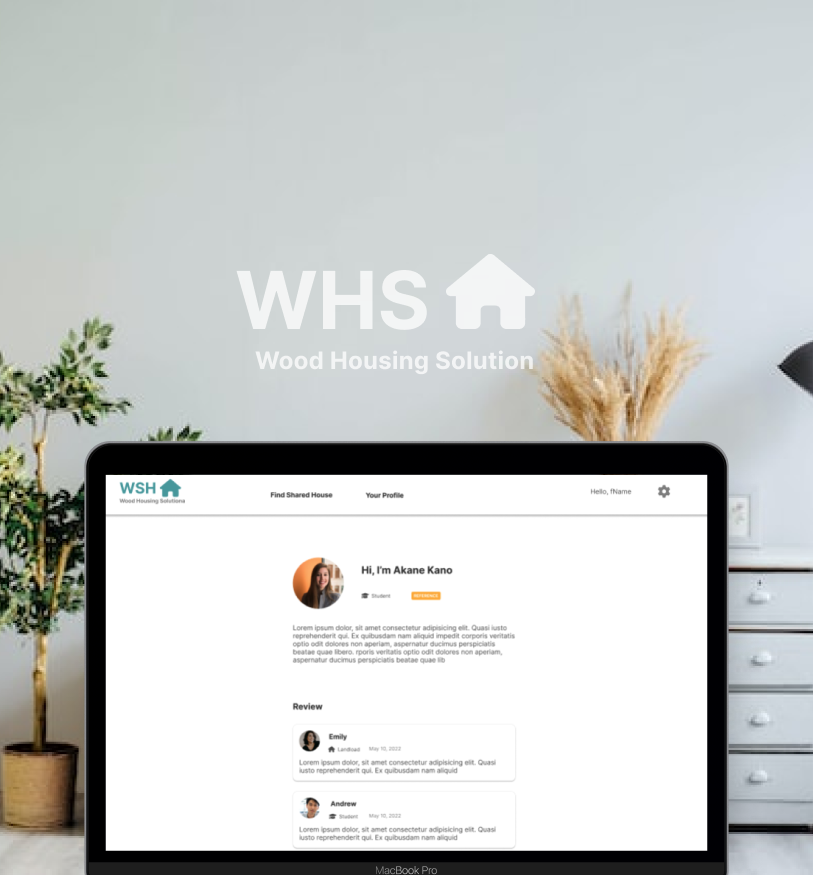 WHS
Wood Housing Solution
WSH
Wood Housing Solutions
Find Shared House
Your Profile
Hello, fName
Hi, I'm Akane Kano
Student
REFERENCE
Lorem ipsum dolor, sit amet consectetur adipisicing elit. Quasi iusto
reprehenderit qui. Ex quibusdam nam aliquid impedit corporis veritatis
optio odit dolores non aperiam, aspernatur ducimus perspiciatis
beatae quae libero. rporis veritatis optio odit dolores non aperiam,
aspernatur ducimus perspiciatis beatae quae lib
Review
Emily
Landload
May 10, 2022
Lorem ipsum dolor, sit amet consectetur adipisicing elit. Quasi
iusto reprehenderit qui. Ex quibusdam nam aliquid
Andrew
Student
May 10, 2022
Lorem ipsum dolor, sit amet consectetur adipisicing elit. Quasi
iusto reprehenderit qui. Ex quibusdam nam aliquid
MacBook Pro